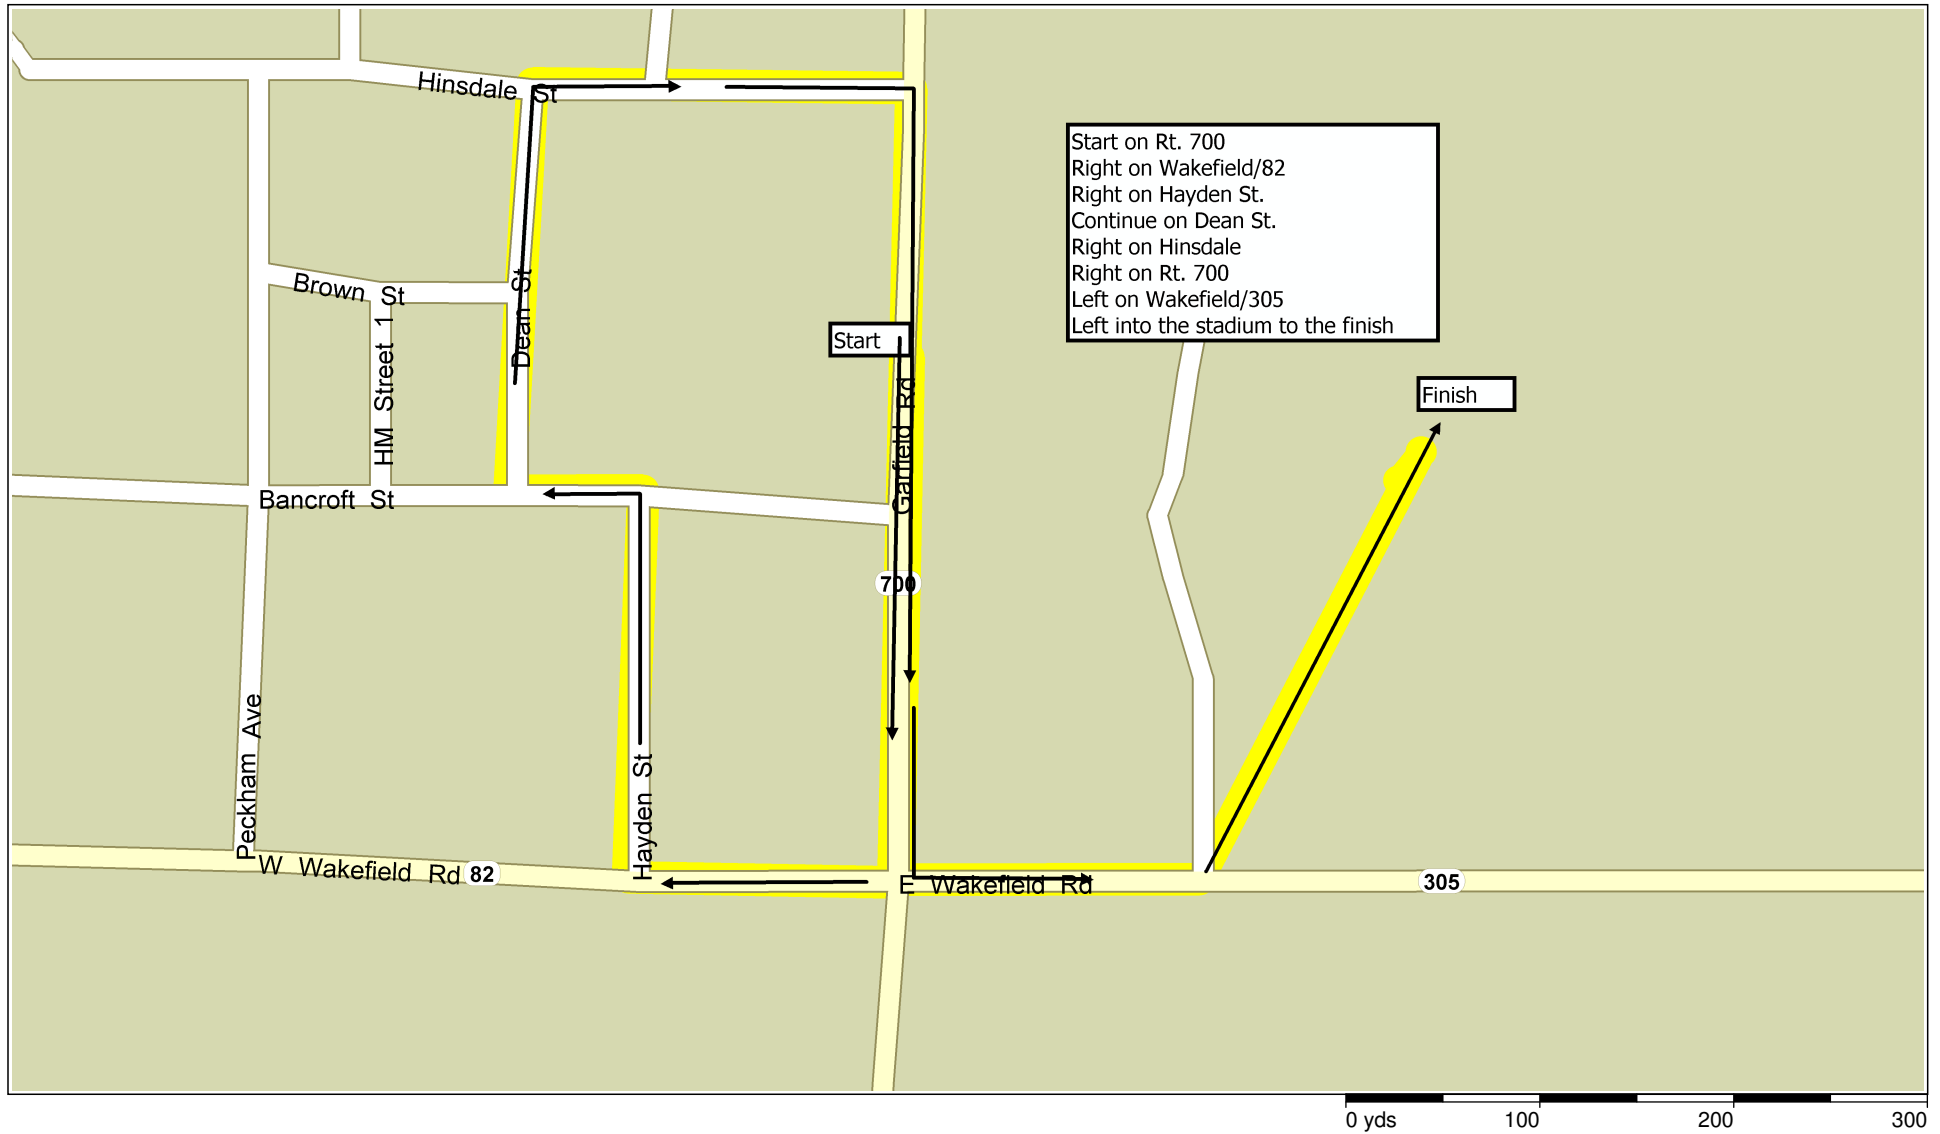 Hinsdale St
Start on Rt. 700
Right on Wakefield/82
Right on Hayden St.
Continue on Dean St.
Right on Hinsdale
Right on Rt. 700
Left on Wakefield/305
Left into the stadium to the finish
Brown St
Dean St
HM Street 1
Start
Garfield Rd
Finish
Bancroft St
700
Peckham Ave
Hayden St
W Wakefield Rd
82
E Wakefield Rd
305
0 yds 100 200 300